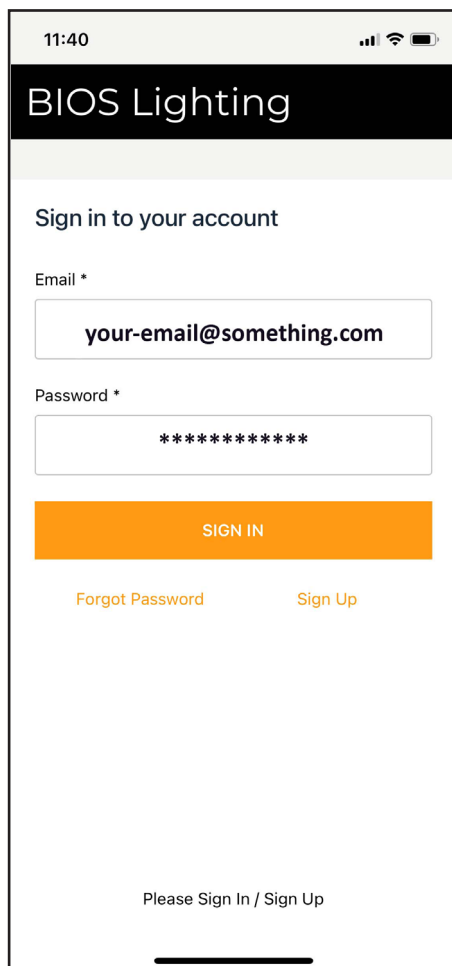 11:40
BIOS Lighting
Sign in to your account
Email *
your-email@something.com
Password *
************
SIGN IN
Forgot Password Sign Up
Please Sign In / Sign Up